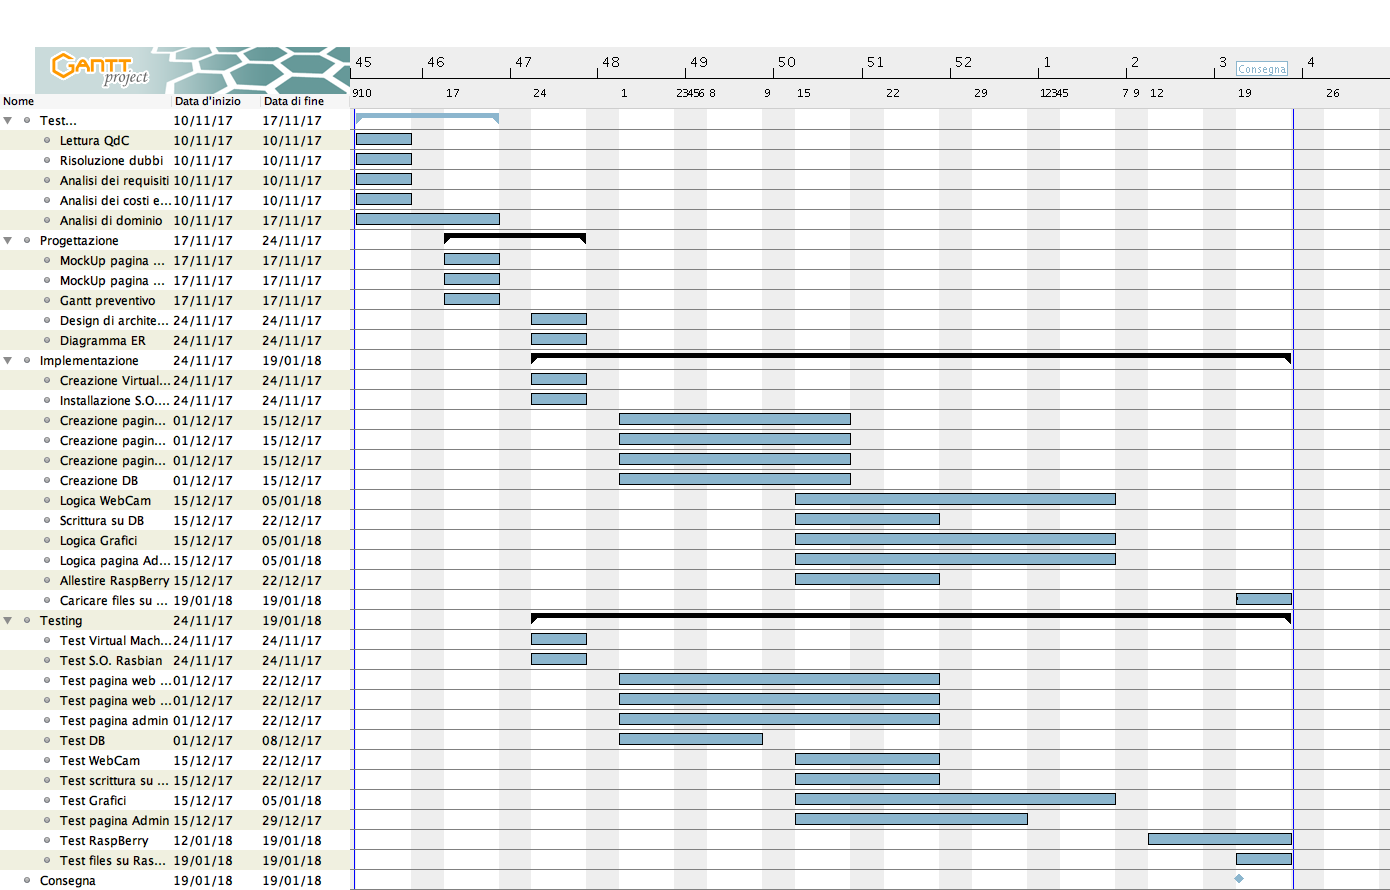 GANTT
project
45 46 47 48 49 50 51 52 1 2 3 4
Consegna
910 17 24 1 23456 8 9 15 22 29 12345 7 9 12 19 26
Nome Data d'inizio Data di fine
Test... 10/11/17 17/11/17
Lettura QdC 10/11/17 10/11/17
Risoluzione dubbi 10/11/17 10/11/17
Analisi dei requisiti 10/11/17 10/11/17
Analisi dei costi e... 10/11/17 10/11/17
Analisi di dominio 10/11/17 17/11/17
Progettazione 17/11/17 24/11/17
MockUp pagina ... 17/11/17 17/11/17
MockUp pagina ... 17/11/17 17/11/17
Gantt preventivo 17/11/17 17/11/17
Design di archite... 24/11/17 24/11/17
Diagramma ER 24/11/17 24/11/17
Implementazione 24/11/17 19/01/18
Creazione Virtual... 24/11/17 24/11/17
Installazione S.O.... 24/11/17 24/11/17
Creazione pagin... 01/12/17 15/12/17
Creazione pagin... 01/12/17 15/12/17
Creazione pagin... 01/12/17 15/12/17
Creazione DB 01/12/17 15/12/17
Logica WebCam 15/12/17 05/01/18
Scrittura su DB 15/12/17 22/12/17
Logica Grafici 15/12/17 05/01/18
Logica pagina Ad... 15/12/17 05/01/18
Allestire RaspBerry 15/12/17 22/12/17
Caricare files su ... 19/01/18 19/01/18
Testing 24/11/17 19/01/18
Test Virtual Mach... 24/11/17 24/11/17
Test S.O. Rasbian 24/11/17 24/11/17
Test pagina web ... 01/12/17 22/12/17
Test pagina web ... 01/12/17 22/12/17
Test pagina admin 01/12/17 22/12/17
Test DB 01/12/17 08/12/17
Test WebCam 15/12/17 22/12/17
Test scrittura su ... 15/12/17 22/12/17
Test Grafici 15/12/17 05/01/18
Test pagina Admin 15/12/17 29/12/17
Test RaspBerry 12/01/18 19/01/18
Test files su Ras... 19/01/18 19/01/18
Consegna 19/01/18 19/01/18